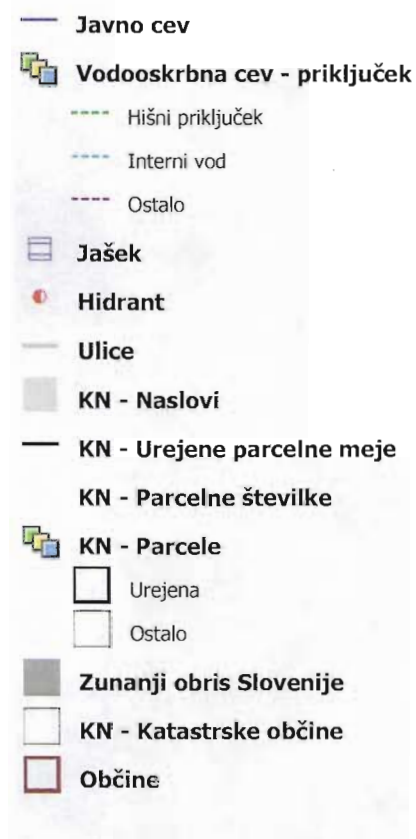 Javno cev
Vodooskrbna cev - priključek
Hišni priključek
Interni vod
Ostalo
Jašek
Hidrant
Ulice
KN - Naslovi
KN - Urejene parcelne meje
KN - Parcelne številke
KN - Parcele
Urejena
Ostalo
Zunanji obris Slovenije
KN - Katastrske občine
Občine